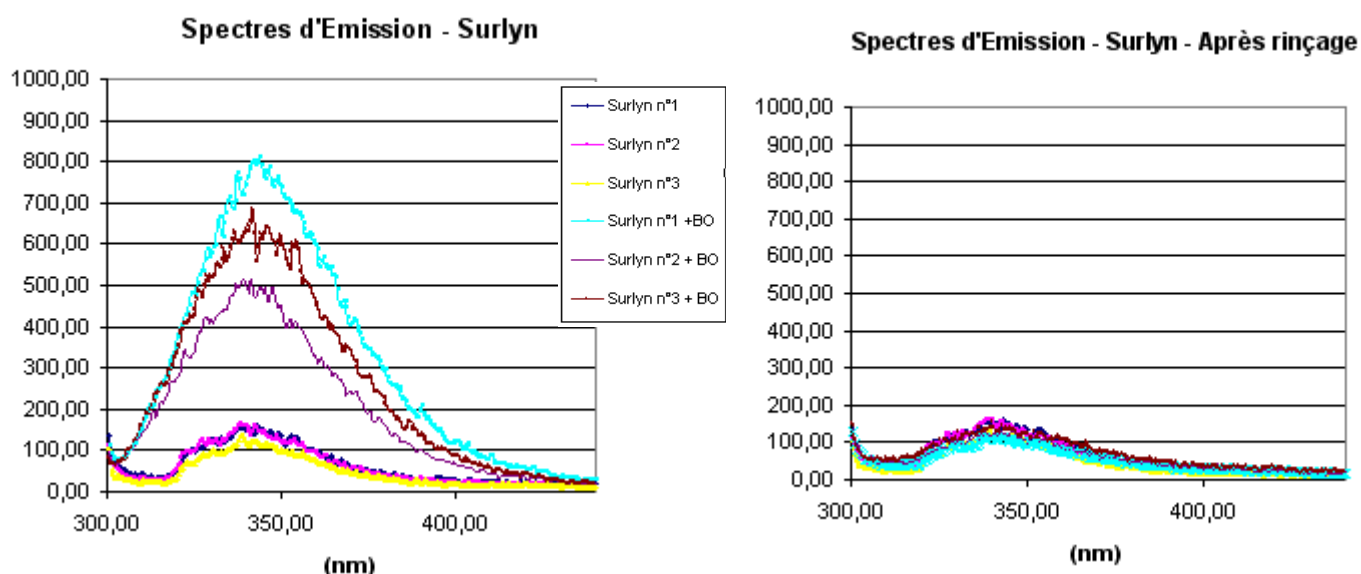 Spectres d'Emission - Surlyn
1000,00
900,00
800,00
700,00
600,00
500,00
400,00
300,00
200,00
100,00
0,00
300,00
350,00
400,00
(nm)
Surlyn n°1
Surlyn n°2
Surlyn n°3
Surlyn n°1 +BO
Surlyn n°2 + BO
Surlyn n°3 + BO
Spectres d'Emission - Surlyn - Après rinçage
1000,00
900,00
800,00
700,00
600,00
500,00
400,00
300,00
200,00
100,00
0,00
300,00
350,00
400,00
(nm)